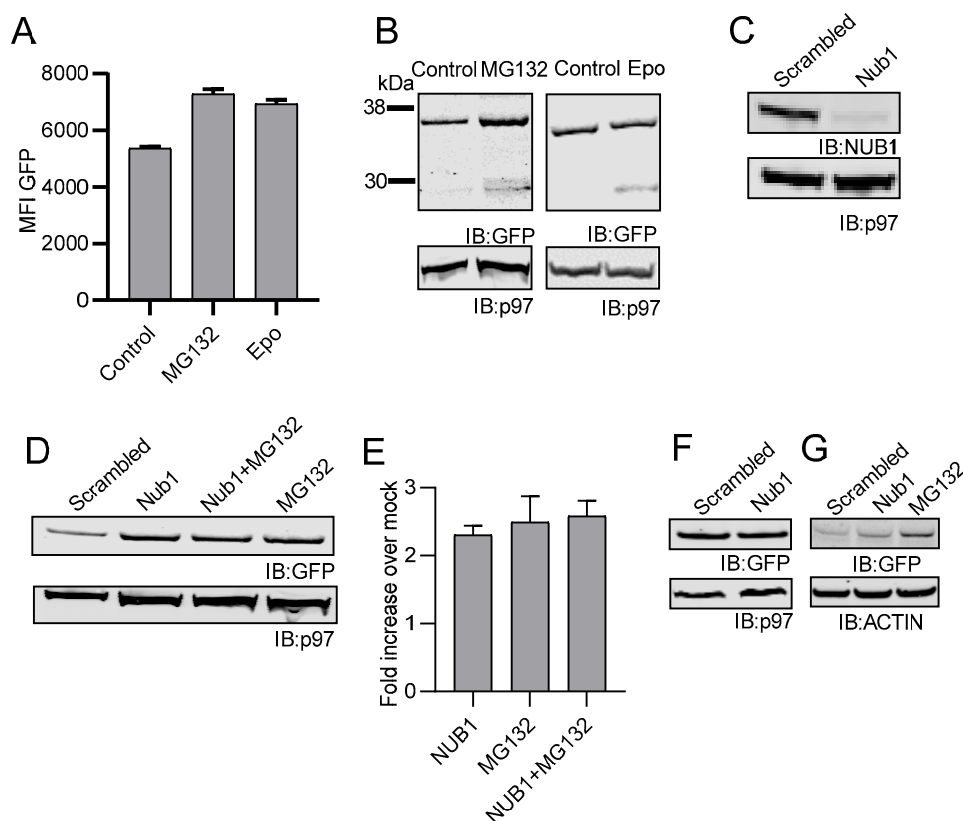 A
8000
6000
4000
2000
0
MFI GFP
Control
MG132
Epo
B
Control MG132 Control Epo
kDa
38
30
IB:GFP IB:GFP
IB:p97 IB:p97
C
Scrambled Nub1
IB:NUB1
IB:p97
D
Scrambled Nub1 Nub1+MG132 MG132
IB:GFP
IB:p97
E
3
2
1
0
Fold increase over mock
NUB1
MG132
NUB1+MG132
F
Scrambled Nub1
IB:GFP
IB:p97
G
Scrambled Nub1 MG132
IB:GFP
IB:ACTIN